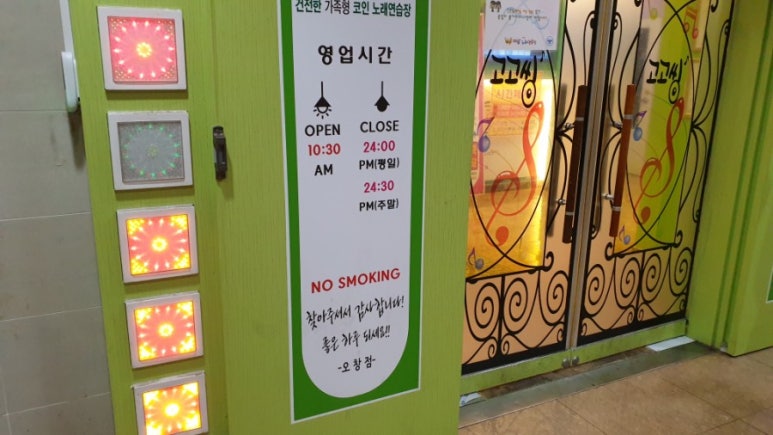 건전한 가족형 코인 노래연습장
영업시간
OPEN
10:30
AM
CLOSE
24:00
PM(평일)
24:30
PM(주말)
NO SMOKING
찾아주셔서 감사합니다!
좋은 하루 되세요!!
-오창점-
고고씽
고고씽